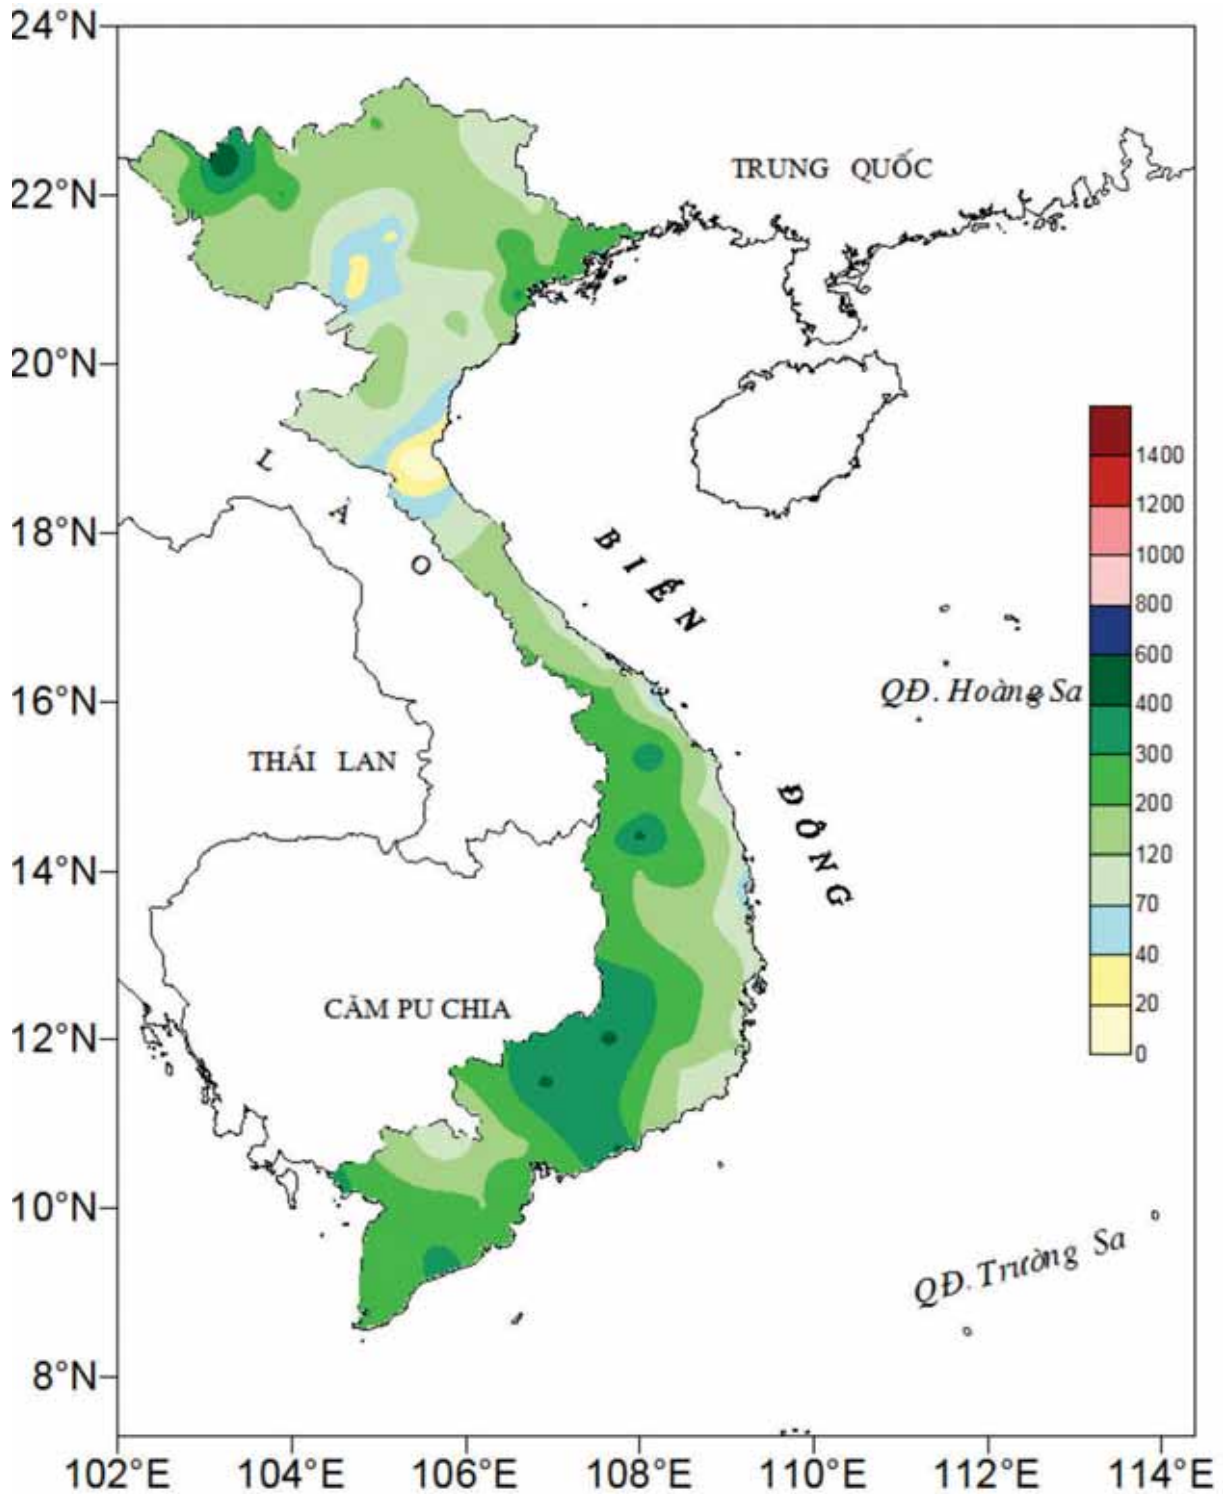 24°N
22°N
20°N
18°N
16°N
14°N
12°N
10°N
8°N
TRUNG QUỐC
LÀO
BIỂN
ĐÔNG
QĐ. Hoàng Sa
THÁI LAN
CĂM PU CHIA
QĐ. Trường Sa
1400
1200
1000
800
600
400
300
200
120
70
40
20
0
102°E 104°E 106°E 108°E 110°E 112°E 114°E